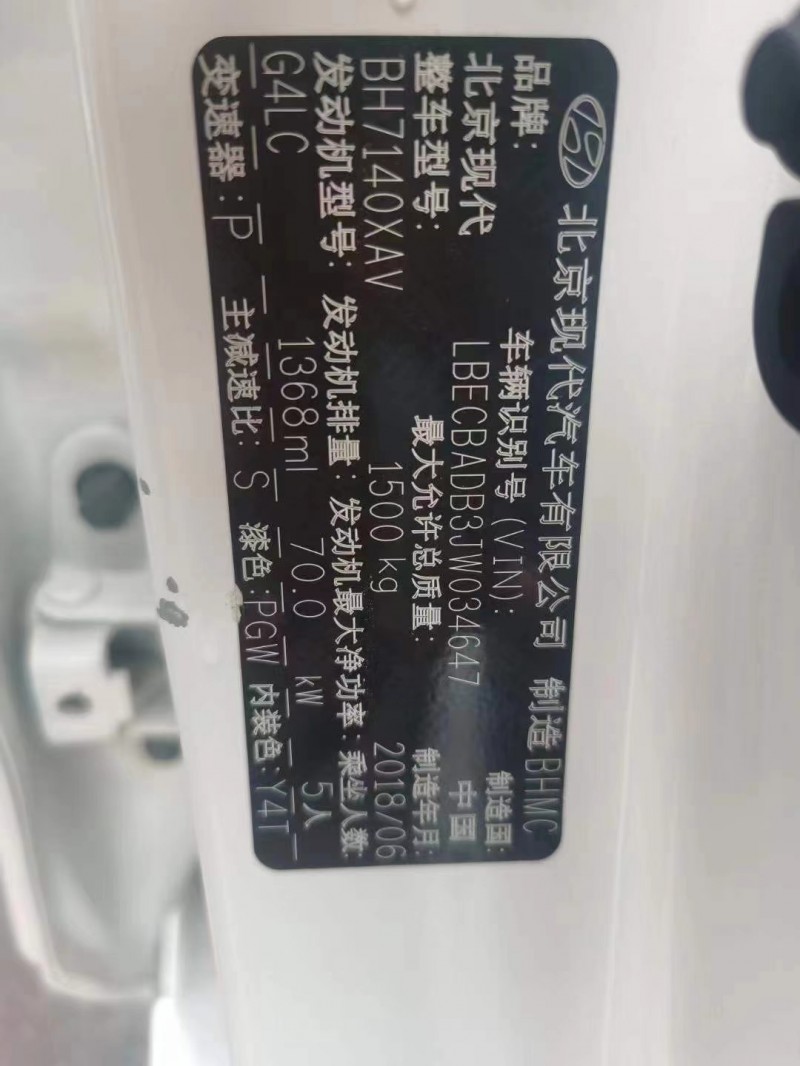 北京现代汽车有限公司 制造 BHMC
品牌: 车辆识别号 (VIN): 制造国:
北京现代 LBECBADB3JW034647 中国
整车型号: 最大允许总质量: 制造年月:
BH7140XAV 1500 kg 2018/06
发动机型号: 发动机排量: 发动机最大净功率: 乘坐人数:
G4LC 1368ml 70.0 kW 5人
变速器: P 主减速比: S 漆色: PGW 内装色: Y4T